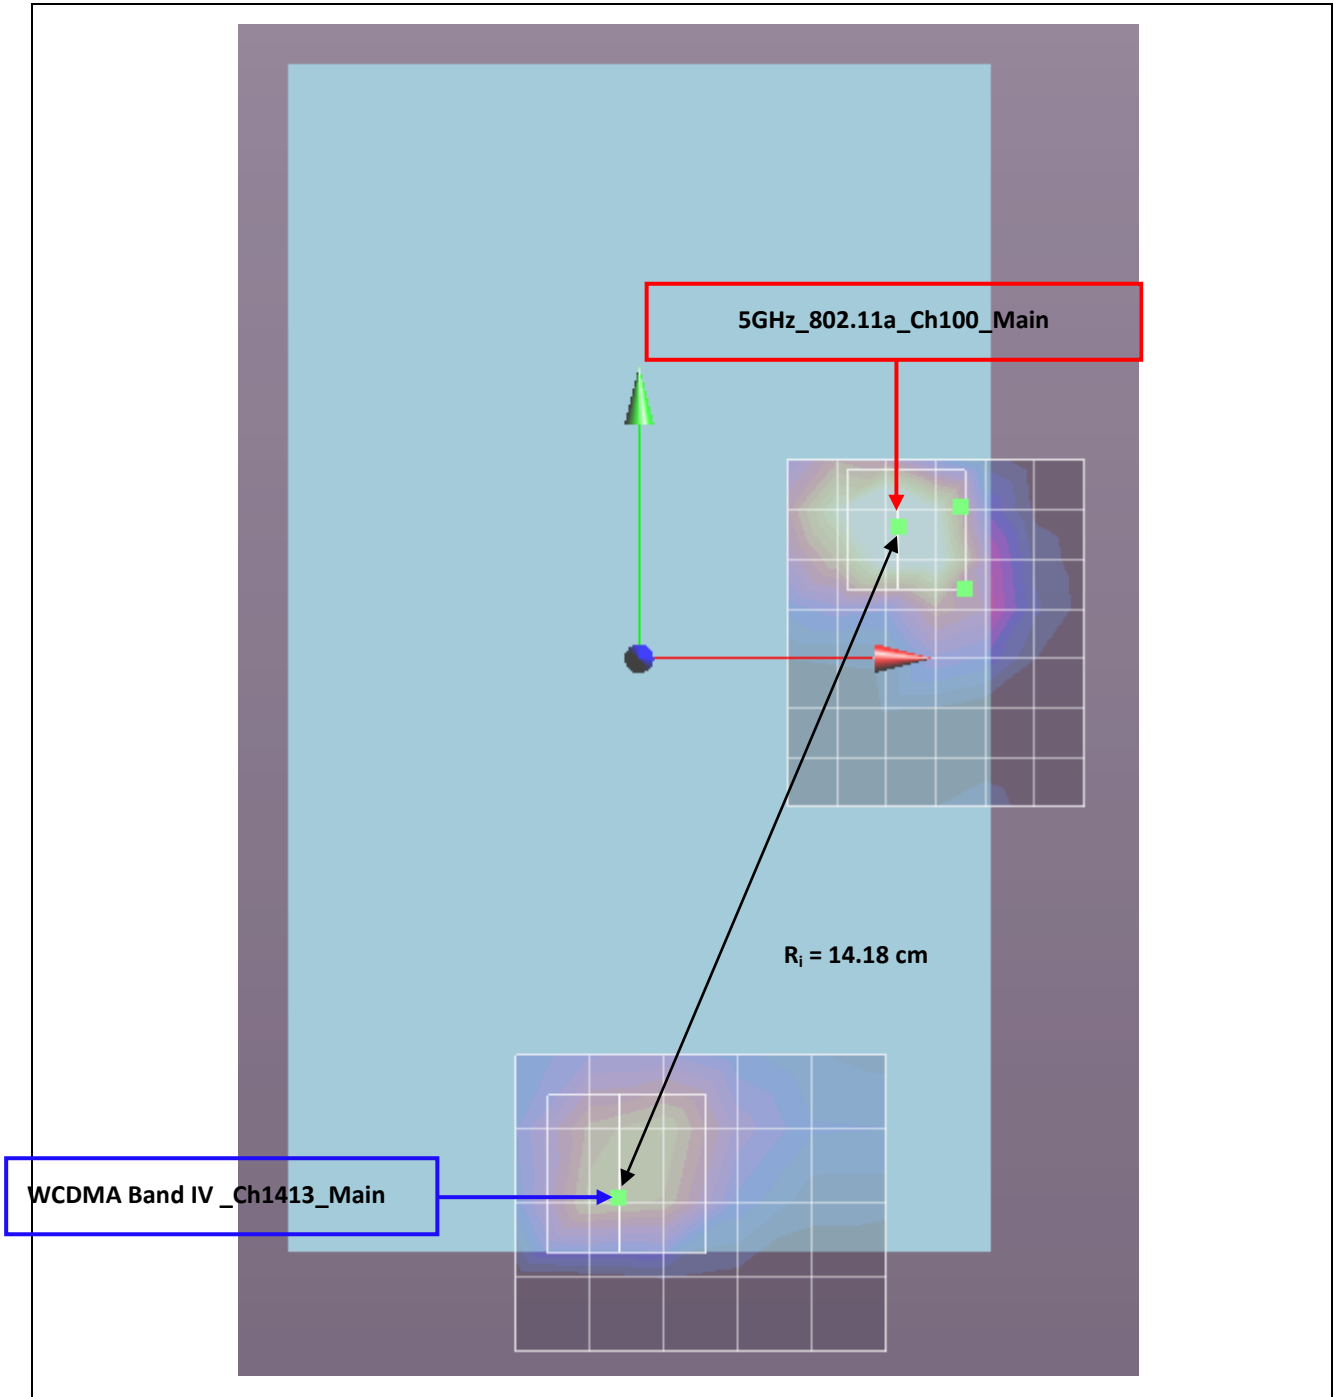 5GHz_802.11a_Ch100_Main
Rᵢ = 14.18 cm
WCDMA Band IV _Ch1413_Main